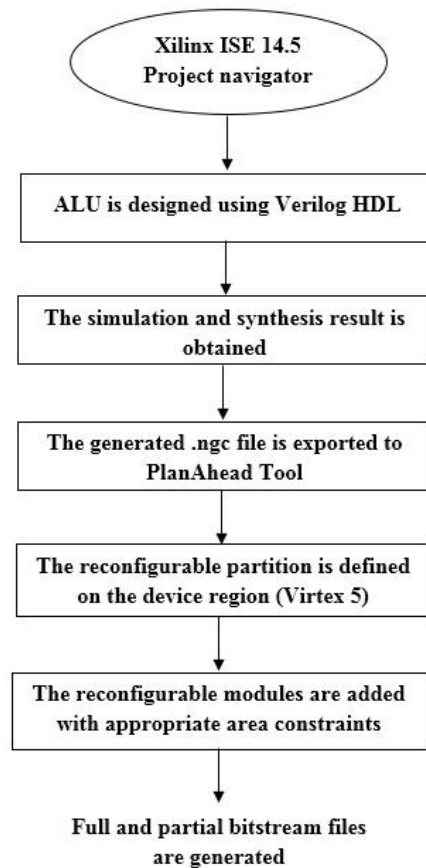 Xilinx ISE 14.5
Project navigator
ALU is designed using Verilog HDL
The simulation and synthesis result is
obtained
The generated .ngc file is exported to
PlanAhead Tool
The reconfigurable partition is defined
on the device region (Virtex 5)
The reconfigurable modules are added
with appropriate area constraints
Full and partial bitstream files
are generated